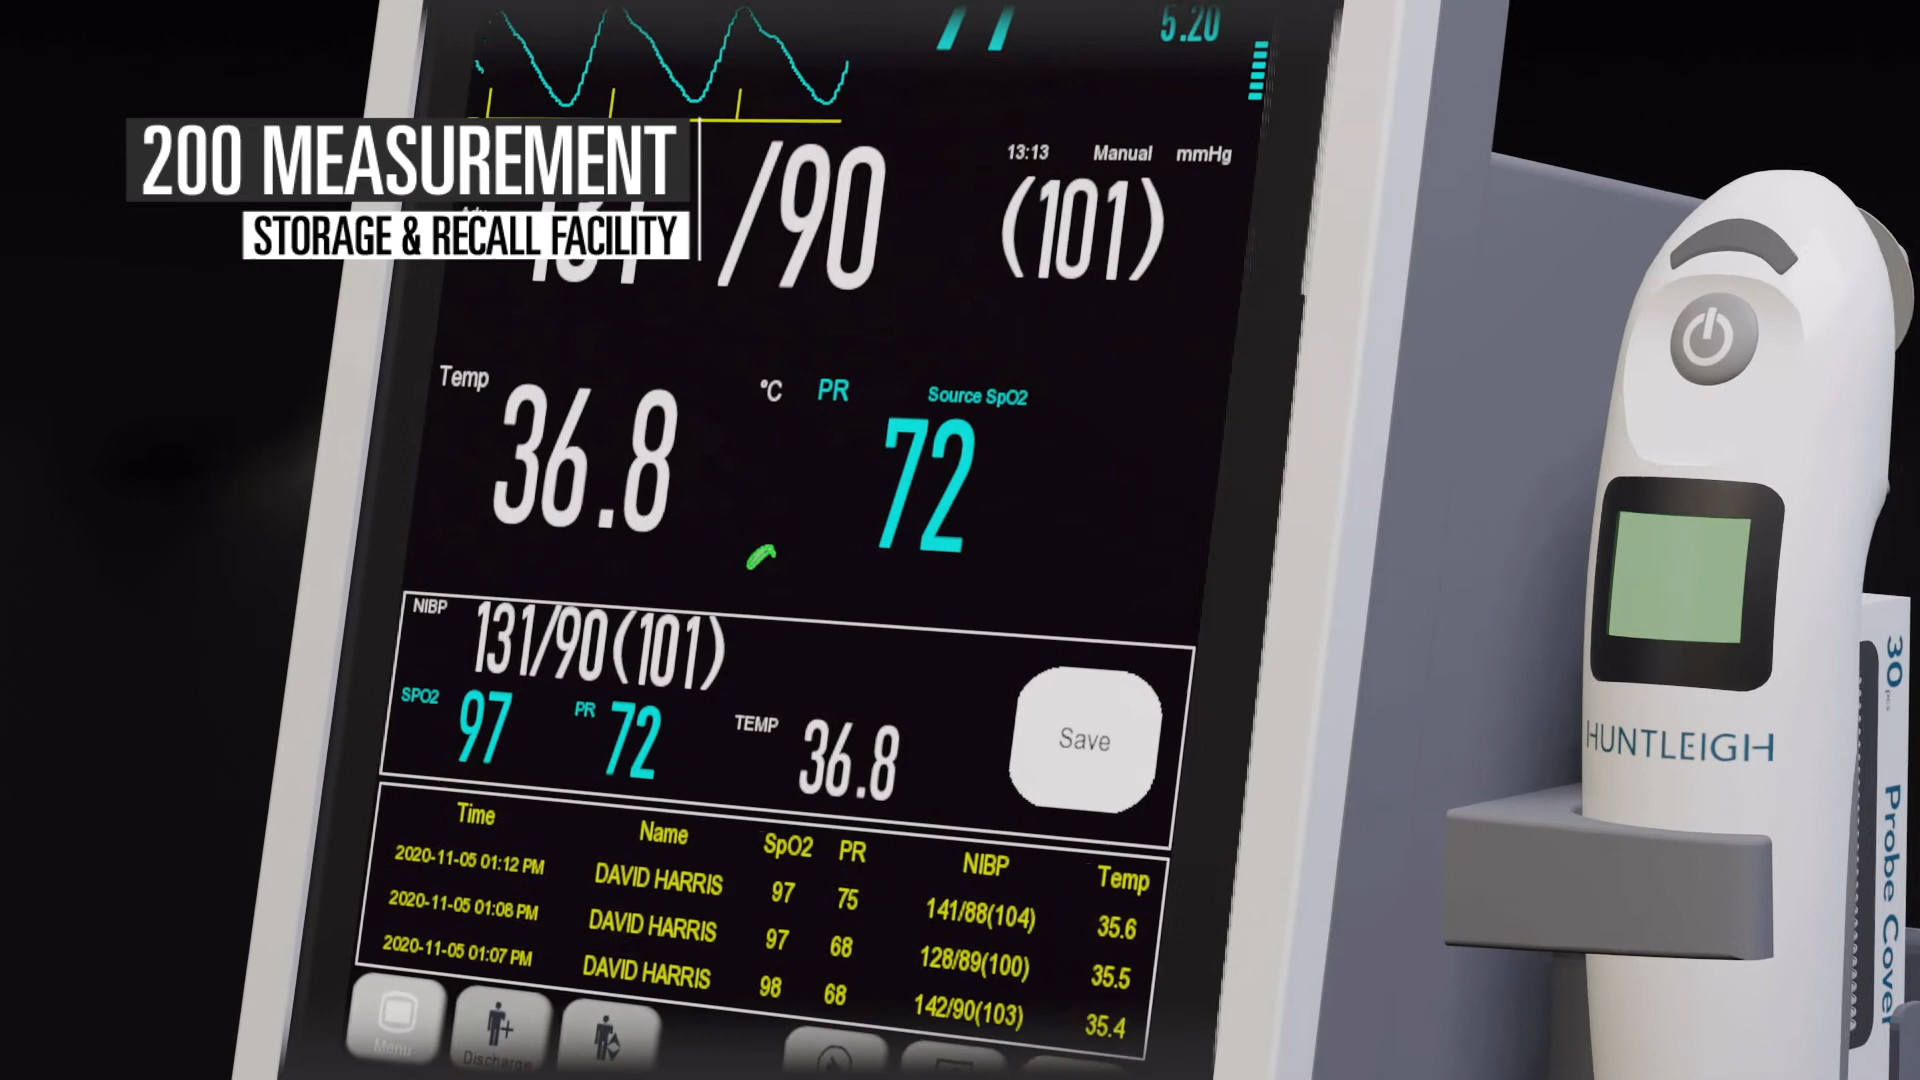 5.20
200 MEASUREMENT
STORAGE & RECALL FACILITY
/90
13:13 Manual mmHg
(101)
Temp
36.8
°C
PR
Source SpO2
72
NIBP
131/90(101)
SPO2
97
PR
72
TEMP
36.8
Save
Time Name SpO2 PR NIBP Temp
2020-11-05 01:12 PM DAVID HARRIS 97 75 141/88(104) 35.6
2020-11-05 01:08 PM DAVID HARRIS 97 68 128/89(100) 35.5
2020-11-05 01:07 PM DAVID HARRIS 98 68 142/90(103) 35.4
Menu
Discharge
HUNTLEIGH
30 pcs
Probe Cover